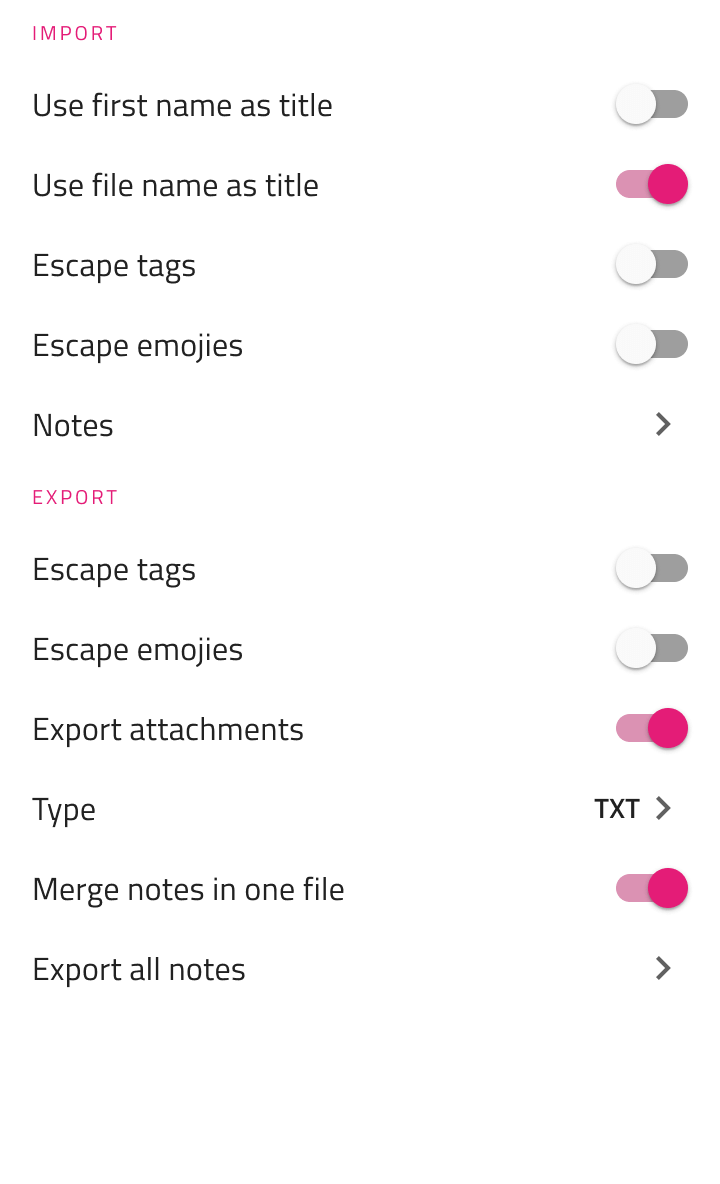 IMPORT
Use first name as title
Use file name as title
Escape tags
Escape emojies
Notes
EXPORT
Escape tags
Escape emojies
Export attachments
Type TXT
Merge notes in one file
Export all notes